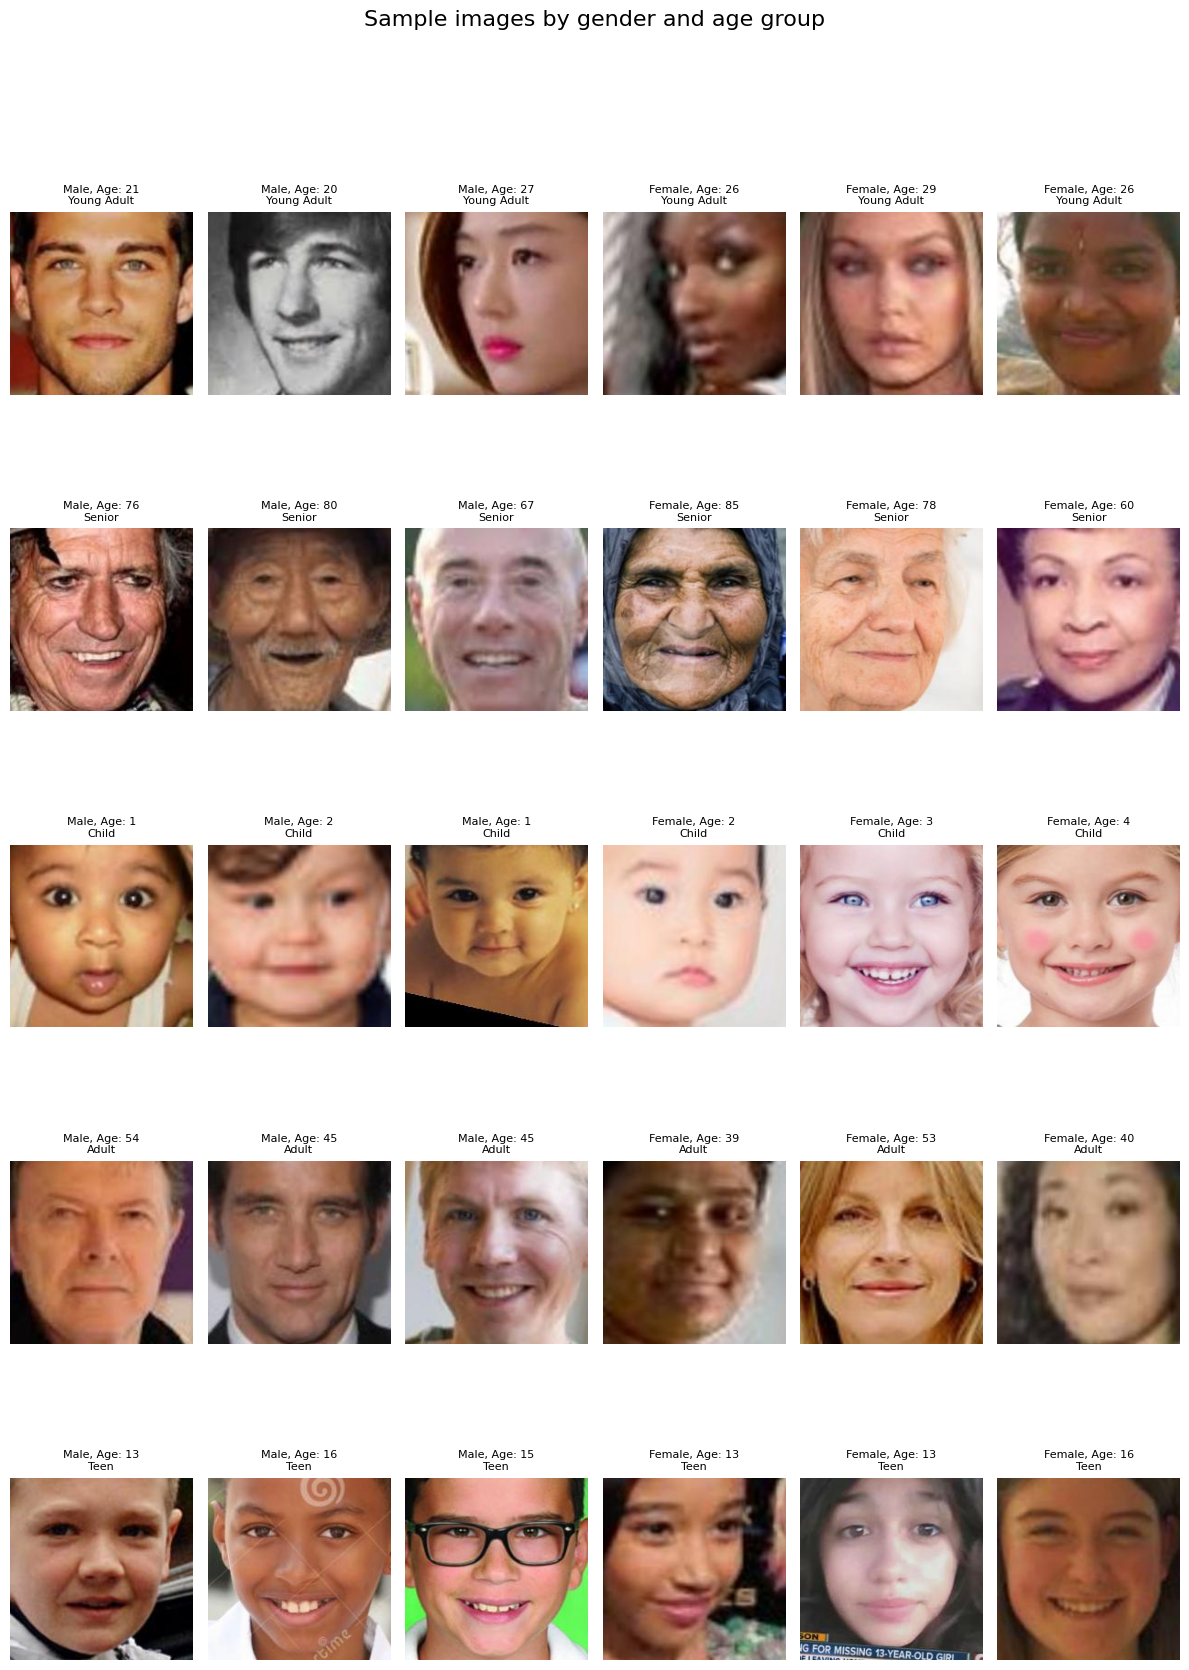 Sample images by gender and age group
Male, Age: 21
Young Adult
Male, Age: 20
Young Adult
Male, Age: 27
Young Adult
Female, Age: 26
Young Adult
Female, Age: 29
Young Adult
Female, Age: 26
Young Adult
Male, Age: 76
Senior
Male, Age: 80
Senior
Male, Age: 67
Senior
Female, Age: 85
Senior
Female, Age: 78
Senior
Female, Age: 60
Senior
Male, Age: 1
Child
Male, Age: 2
Child
Male, Age: 1
Child
Female, Age: 2
Child
Female, Age: 3
Child
Female, Age: 4
Child
Male, Age: 54
Adult
Male, Age: 45
Adult
Male, Age: 45
Adult
Female, Age: 39
Adult
Female, Age: 53
Adult
Female, Age: 40
Adult
Male, Age: 13
Teen
Male, Age: 16
Teen
Male, Age: 15
Teen
Female, Age: 13
Teen
Female, Age: 13
Teen
Female, Age: 16
Teen
SON
FOR MISSING 13-YEAR-OLD GIRL